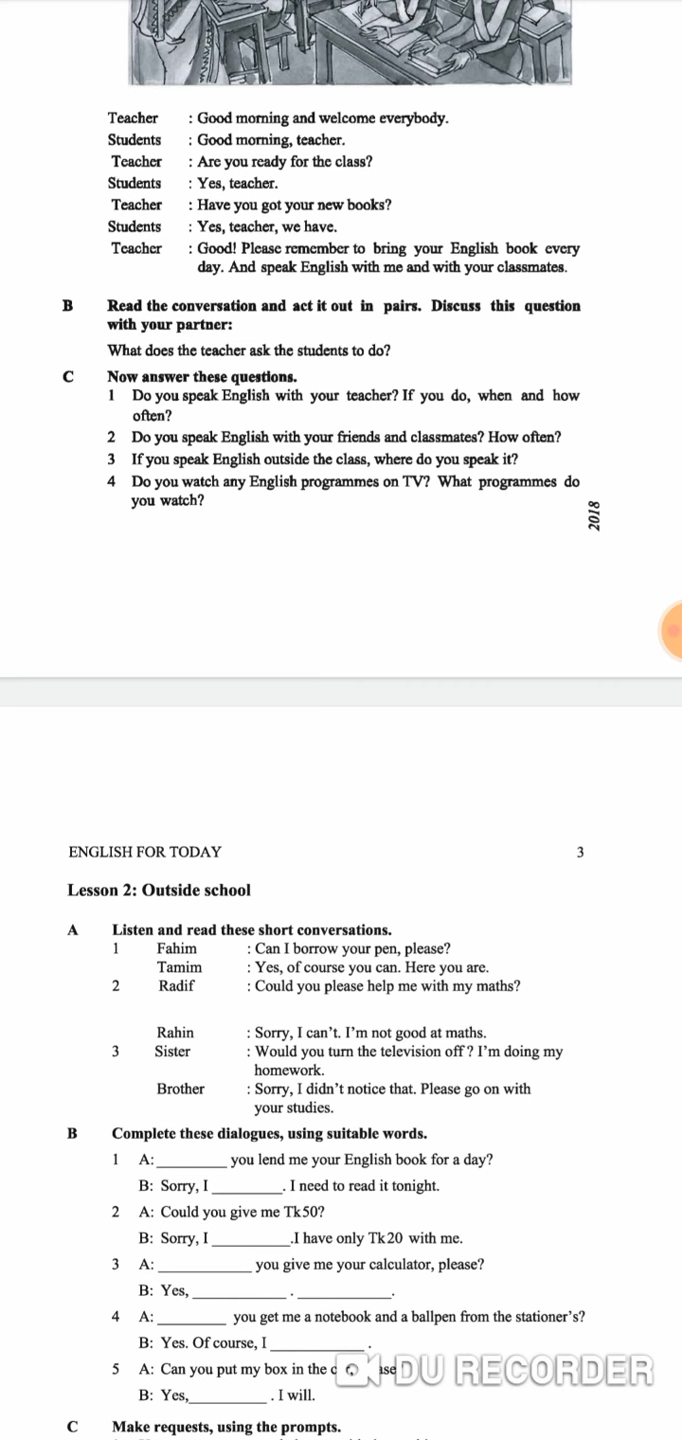 Teacher : Good morning and welcome everybody.
Students : Good morning, teacher.
Teacher : Are you ready for the class?
Students : Yes, teacher.
Teacher : Have you got your new books?
Students : Yes, teacher, we have.
Teacher : Good! Please remember to bring your English book every
day. And speak English with me and with your classmates.
B Read the conversation and act it out in pairs. Discuss this question
with your partner:
What does the teacher ask the students to do?
C Now answer these questions.
1 Do you speak English with your teacher? If you do, when and how
often?
2 Do you speak English with your friends and classmates? How often?
3 If you speak English outside the class, where do you speak it?
4 Do you watch any English programmes on TV? What programmes do
you watch?
2018
ENGLISH FOR TODAY 3
Lesson 2: Outside school
A Listen and read these short conversations.
1 Fahim : Can I borrow your pen, please?
Tamim : Yes, of course you can. Here you are.
2 Radif : Could you please help me with my maths?
Rahin : Sorry, I can't. I'm not good at maths.
3 Sister : Would you turn the television off? I'm doing my
homework.
Brother : Sorry, I didn't notice that. Please go on with
your studies.
B Complete these dialogues, using suitable words.
1 A:________ you lend me your English book for a day?
B: Sorry, I ________. I need to read it tonight.
2 A: Could you give me Tk50?
B: Sorry, I _________.I have only Tk20 with me.
3 A: ___________ you give me your calculator, please?
B: Yes, ___________ . ___________.
4 A:________ you get me a notebook and a ballpen from the stationer's?
B: Yes. Of course, I ___________ .
5 A: Can you put my box in the
DU RECORDER
B: Yes,_________ . I will.
C Make requests, using the prompts.